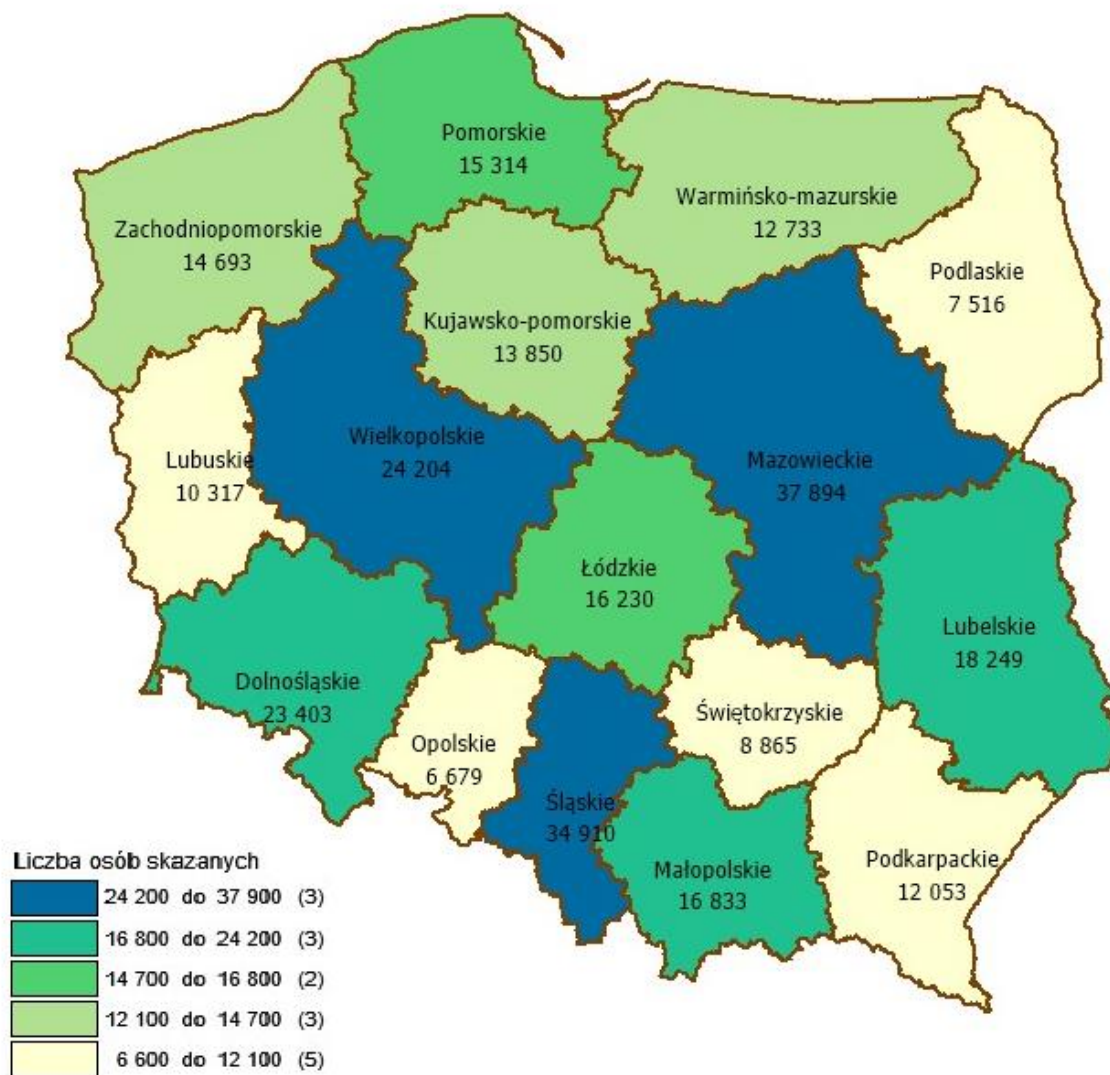 Pomorskie
15 314
Warmińsko-mazurskie
12 733
Zachodniopomorskie
14 693
Podlaskie
7 516
Kujawsko-pomorskie
13 850
Wielkopolskie
24 204
Mazowieckie
37 894
Lubuskie
10 317
Łódzkie
16 230
Lubelskie
18 249
Dolnośląskie
23 403
Świętokrzyskie
8 865
Opolskie
6 679
Śląskie
34 910
Małopolskie
16 833
Podkarpackie
12 053
Liczba osób skazanych
24 200 do 37 900 (3)
16 800 do 24 200 (3)
14 700 do 16 800 (2)
12 100 do 14 700 (3)
6 600 do 12 100 (5)